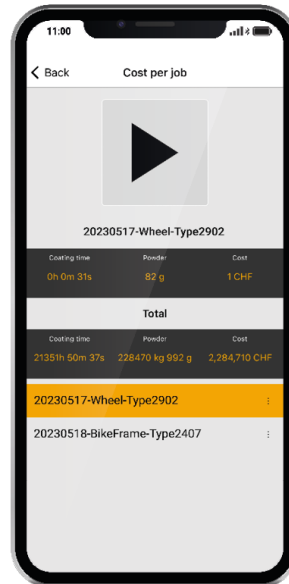 11:00
Back Cost per job
20230517-Wheel-Type2902
Coating time Powder Cost
0h 0m 31s 82 g 1 CHF
Total
Coating time Powder Cost
21351h 50m 37s 228470 kg 992 g 2,284,710 CHF
20230517-Wheel-Type2902
20230518-BikeFrame-Type2407